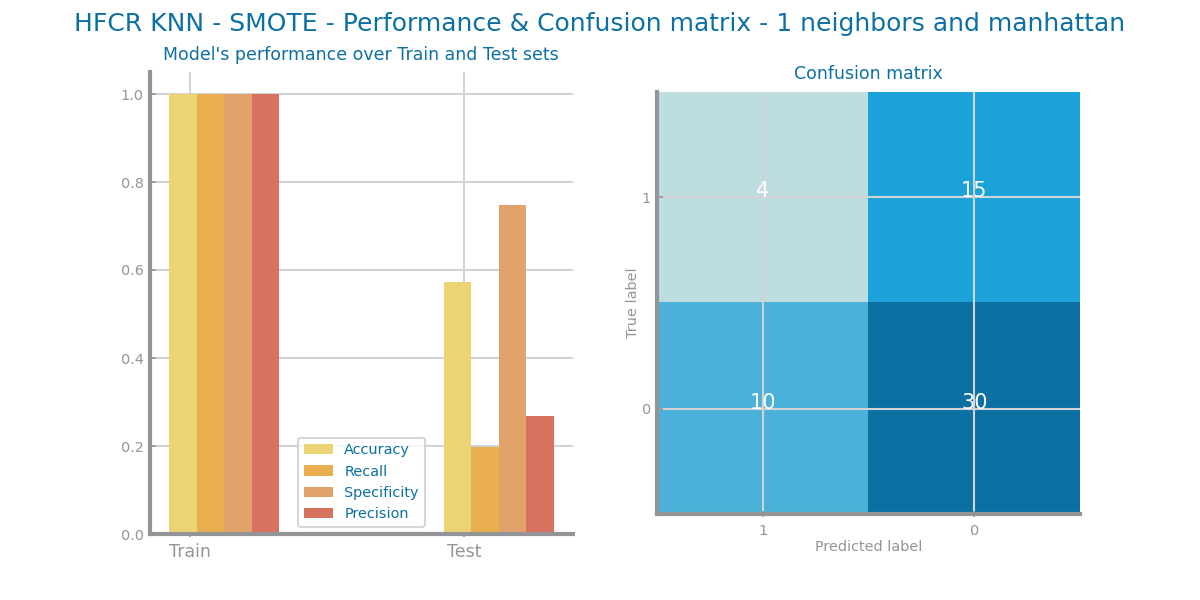 HFCR KNN - SMOTE - Performance & Confusion matrix - 1 neighbors and manhattan
Model's performance over Train and Test sets
1.0
0.8
0.6
0.4
0.2
0.0
Train
Test
Accuracy
Recall
Specificity
Precision
Confusion matrix
True label
1
0
4
15
10
30
1
0
Predicted label